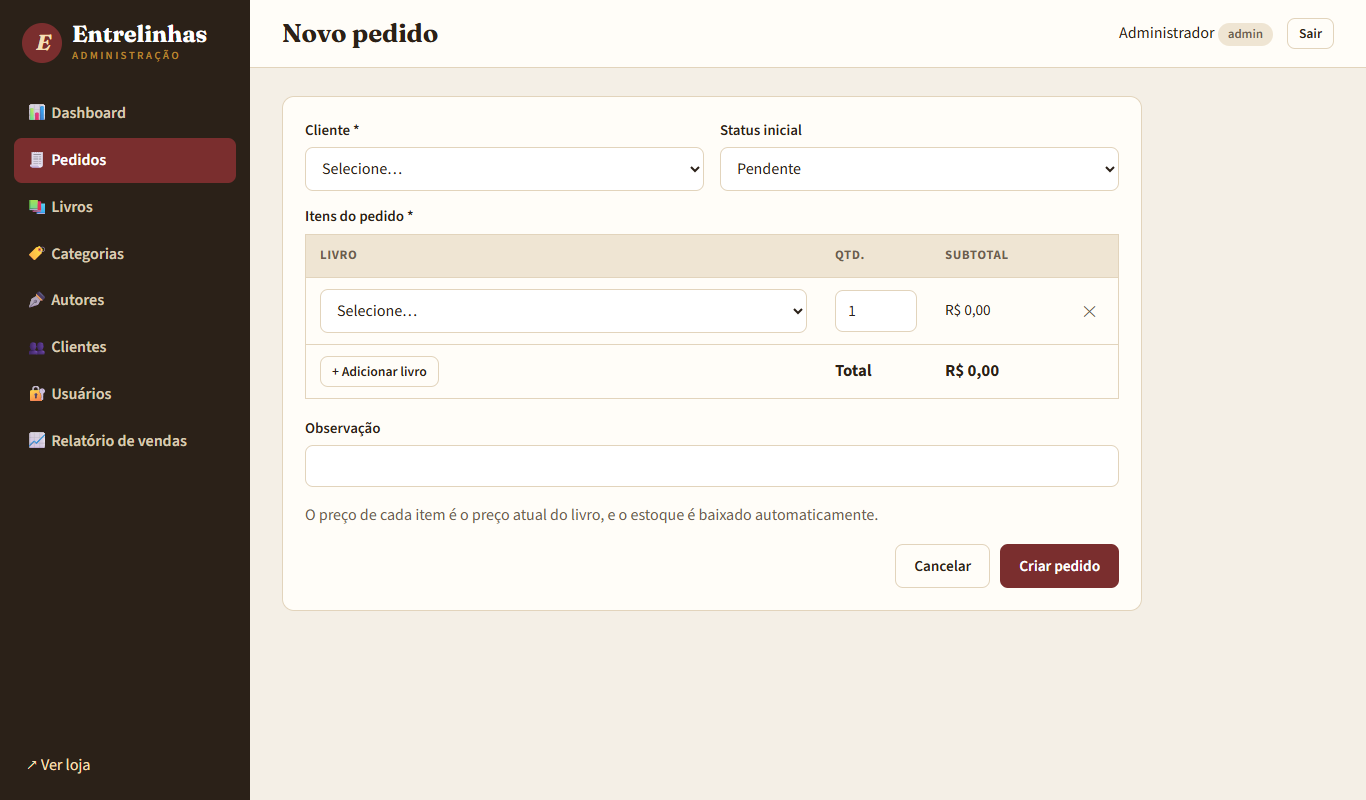 E
Entrelinhas
ADMINISTRAÇÃO
Dashboard
Pedidos
Livros
Categorias
Autores
Clientes
Usuários
Relatório de vendas
↗ Ver loja
Novo pedido
Administrador admin
Sair
Cliente *
Status inicial
Selecione…
Pendente
Itens do pedido *
LIVRO QTD. SUBTOTAL
Selecione… 1 R$ 0,00
+ Adicionar livro Total R$ 0,00
Observação
O preço de cada item é o preço atual do livro, e o estoque é baixado automaticamente.
Cancelar
Criar pedido